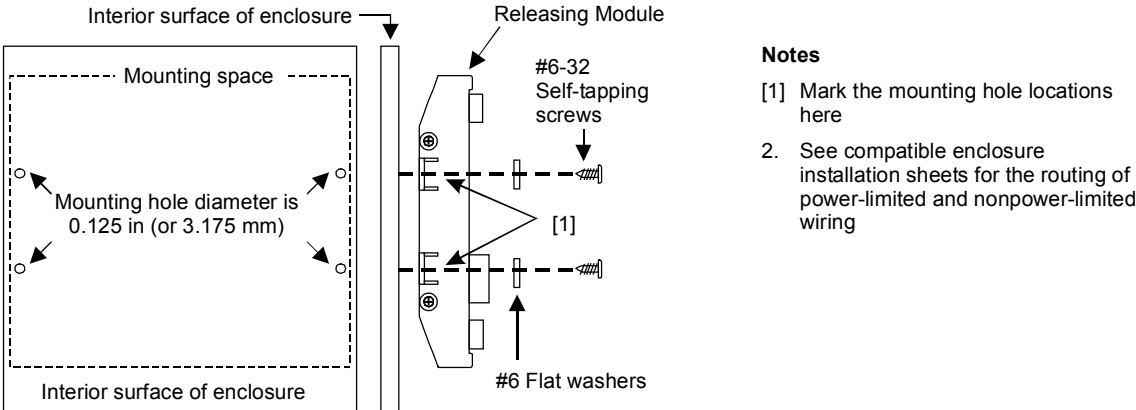 Interior surface of enclosure
Releasing Module
Mounting space
#6-32
Self-tapping
screws
Mounting hole diameter is
0.125 in (or 3.175 mm)
[1]
#6 Flat washers
Interior surface of enclosure
Notes
[1] Mark the mounting hole locations
here
2. See compatible enclosure
installation sheets for the routing of
power-limited and nonpower-limited
wiring